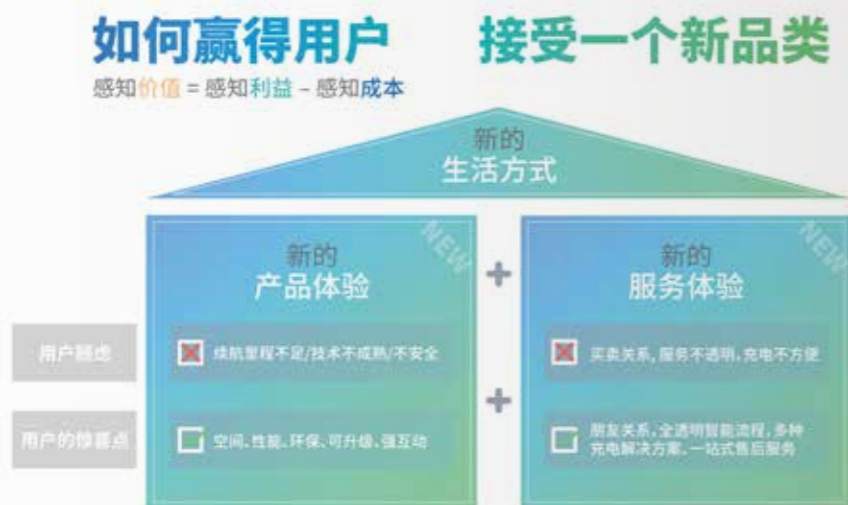 如何赢得用户 接受一个新品类
感知价值 = 感知利益 – 感知成本
新的
生活方式
NEW
新的
产品体验
+
NEW
新的
服务体验
用户顾虑
续航里程不足/技术不成熟/不安全
买卖关系,服务不透明,充电不方便
+
用户的惊喜点
空间、性能、环保、可升级、强互动
朋友关系,全透明智能流程,多种
充电解决方案、一站式售后服务